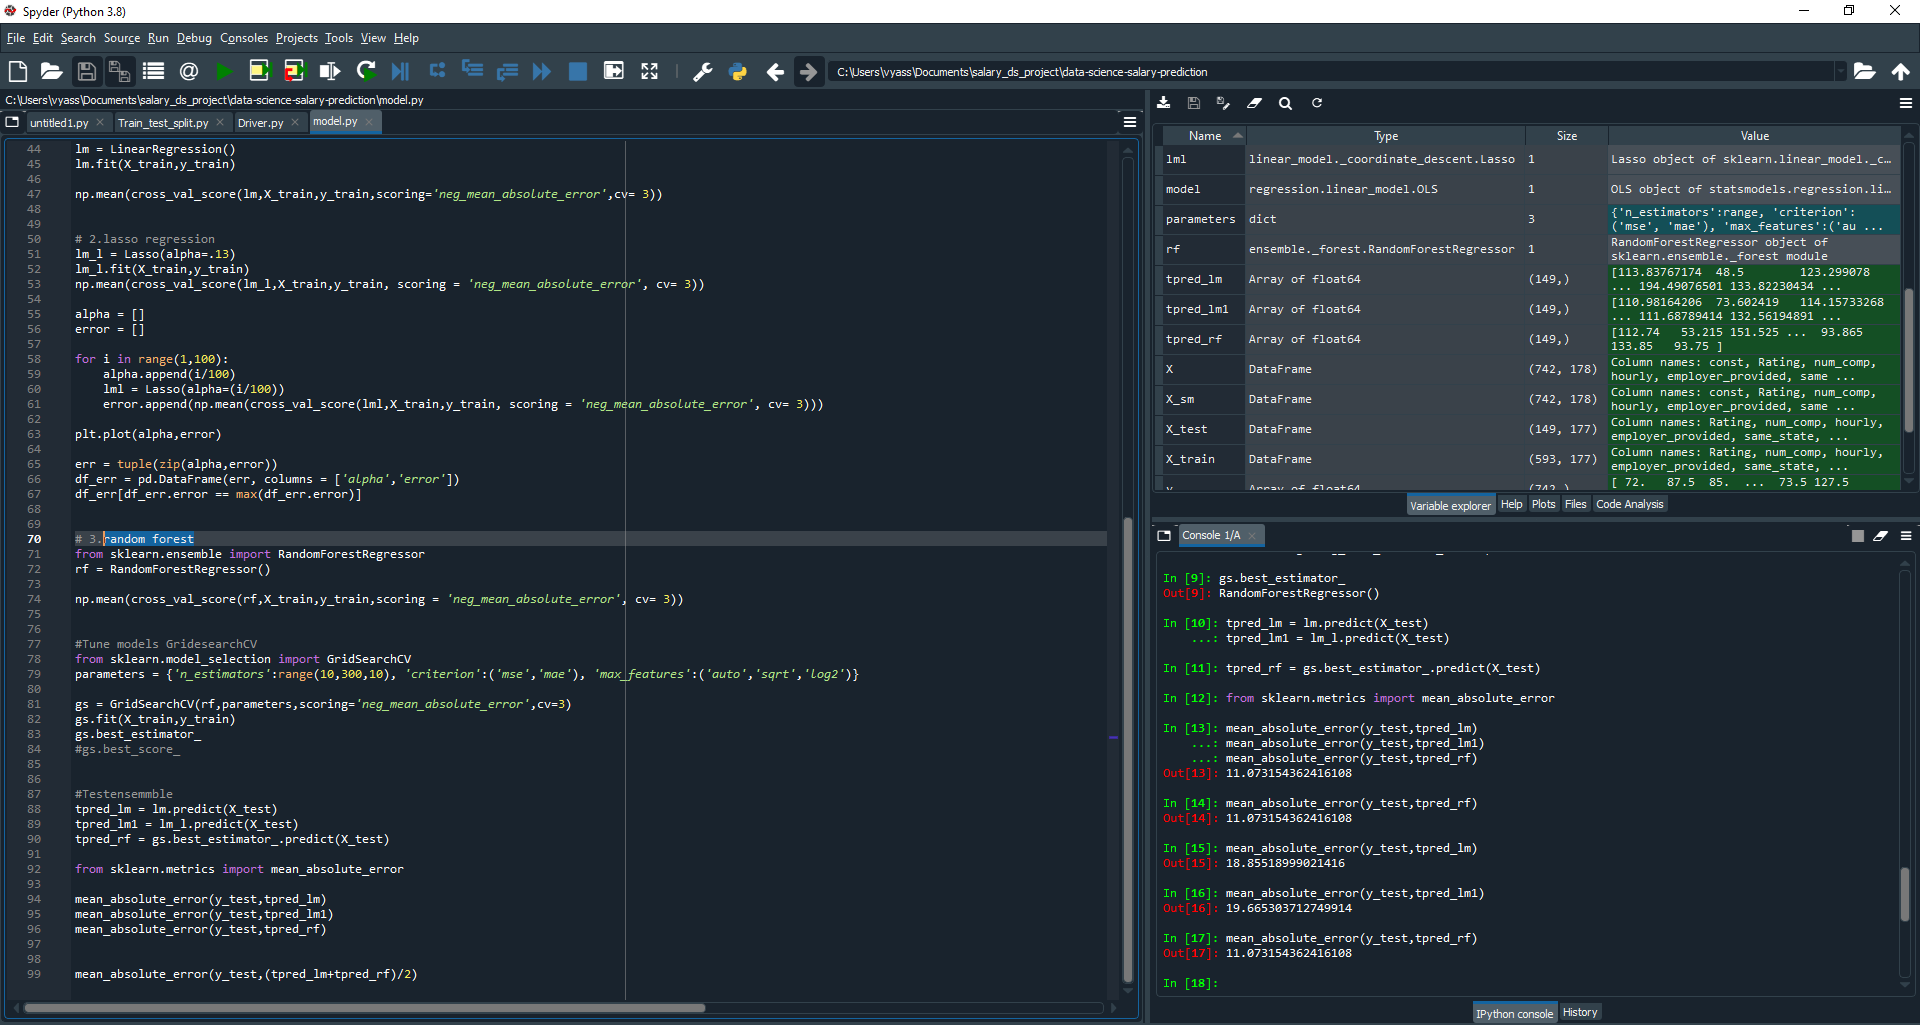 Spyder (Python 3.8)
File Edit Search Source Run Debug Consoles Projects Tools View Help
C:\Users\vyass\Documents\salary_ds_project\data-science-salary-prediction
C:\Users\vyass\Documents\salary_ds_project\data-science-salary-prediction\model.py
untitled1.py Train_test_split.py Driver.py model.py
44 lm = LinearRegression()
45 lm.fit(X_train,y_train)
46
47 np.mean(cross_val_score(lm,X_train,y_train,scoring='neg_mean_absolute_error',cv= 3))
48
49
50 # 2.lasso regression
51 lm_l = Lasso(alpha=.13)
52 lm_l.fit(X_train,y_train)
53 np.mean(cross_val_score(lm_l,X_train,y_train, scoring = 'neg_mean_absolute_error', cv= 3))
54
55 alpha = []
56 error = []
57
58 for i in range(1,100):
59     alpha.append(i/100)
60     lml = Lasso(alpha=(i/100))
61     error.append(np.mean(cross_val_score(lml,X_train,y_train, scoring = 'neg_mean_absolute_error', cv= 3)))
62
63 plt.plot(alpha,error)
64
65 err = tuple(zip(alpha,error))
66 df_err = pd.DataFrame(err, columns = ['alpha','error'])
67 df_err[df_err.error == max(df_err.error)]
68
69
70 # 3.random forest
71 from sklearn.ensemble import RandomForestRegressor
72 rf = RandomForestRegressor()
73
74 np.mean(cross_val_score(rf,X_train,y_train,scoring = 'neg_mean_absolute_error', cv= 3))
75
76
77 #Tune models GridesearchCV
78 from sklearn.model_selection import GridSearchCV
79 parameters = {'n_estimators':range(10,300,10), 'criterion':('mse','mae'), 'max_features':('auto','sqrt','log2')}
80
81 gs = GridSearchCV(rf,parameters,scoring='neg_mean_absolute_error',cv=3)
82 gs.fit(X_train,y_train)
83 gs.best_estimator_
84 #gs.best_score_
85
86
87 #Testensemmble
88 tpred_lm = lm.predict(X_test)
89 tpred_lm1 = lm_l.predict(X_test)
90 tpred_rf = gs.best_estimator_.predict(X_test)
91
92 from sklearn.metrics import mean_absolute_error
93
94 mean_absolute_error(y_test,tpred_lm)
95 mean_absolute_error(y_test,tpred_lm1)
96 mean_absolute_error(y_test,tpred_rf)
97
98
99 mean_absolute_error(y_test,(tpred_lm+tpred_rf)/2)
Name Type Size Value
lml linear_model._coordinate_descent.Lasso 1 Lasso object of sklearn.linear_model._c…
model regression.linear_model.OLS 1 OLS object of statsmodels.regression.li…
parameters dict 3 {'n_estimators':range, 'criterion':
('mse', 'mae'), 'max_features':('au ...
rf ensemble._forest.RandomForestRegressor 1 RandomForestRegressor object of
sklearn.ensemble._forest module
tpred_lm Array of float64 (149,) [113.83767174 48.5 123.299078
... 194.49076501 133.82230434 ...
tpred_lm1 Array of float64 (149,) [110.98164206 73.602419 114.15733268
... 111.68789414 132.56194891 ...
tpred_rf Array of float64 (149,) [112.74 53.215 151.525 ... 93.865
133.85 93.75 ]
X DataFrame (742, 178) Column names: const, Rating, num_comp,
hourly, employer_provided, same ...
X_sm DataFrame (742, 178) Column names: const, Rating, num_comp,
hourly, employer_provided, same ...
X_test DataFrame (149, 177) Column names: Rating, num_comp, hourly,
employer_provided, same_state, ...
X_train DataFrame (593, 177) Column names: Rating, num_comp, hourly,
employer_provided, same_state, ...
y Array of float64 (742,) [ 72. 87.5 85. ... 73.5 127.5
Variable explorer Help Plots Files Code Analysis
Console 1/A
In [9]: gs.best_estimator_
Out[9]: RandomForestRegressor()
In [10]: tpred_lm = lm.predict(X_test)
...: tpred_lm1 = lm_l.predict(X_test)
In [11]: tpred_rf = gs.best_estimator_.predict(X_test)
In [12]: from sklearn.metrics import mean_absolute_error
In [13]: mean_absolute_error(y_test,tpred_lm)
...: mean_absolute_error(y_test,tpred_lm1)
...: mean_absolute_error(y_test,tpred_rf)
Out[13]: 11.073154362416108
In [14]: mean_absolute_error(y_test,tpred_rf)
Out[14]: 11.073154362416108
In [15]: mean_absolute_error(y_test,tpred_lm)
Out[15]: 18.85518999021416
In [16]: mean_absolute_error(y_test,tpred_lm1)
Out[16]: 19.665303712749914
In [17]: mean_absolute_error(y_test,tpred_rf)
Out[17]: 11.073154362416108
In [18]:
IPython console History